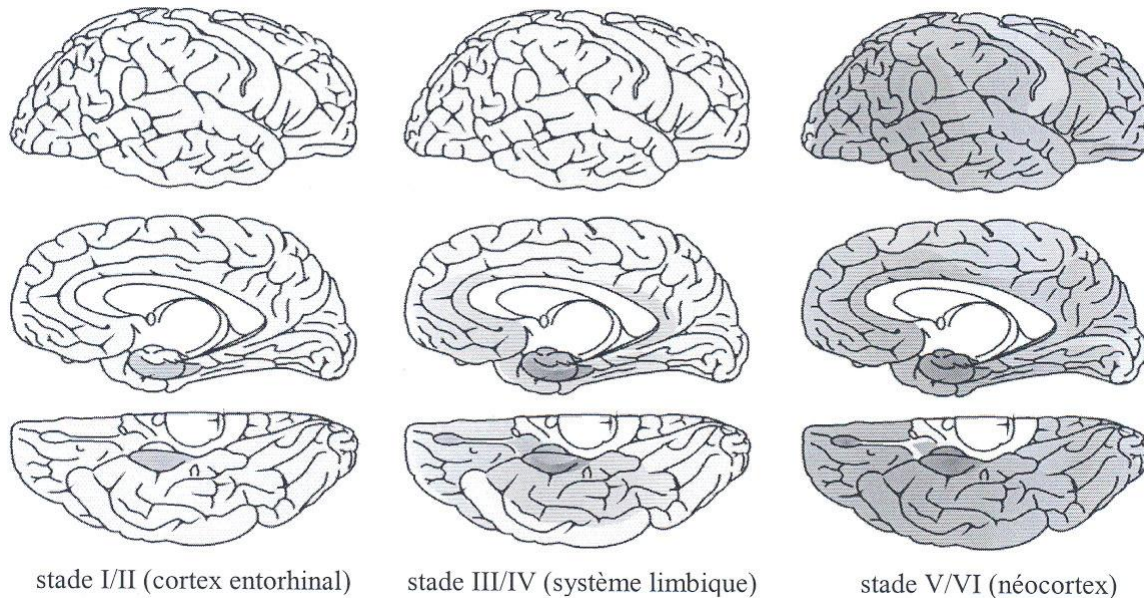 stade I/II (cortex entorhinal)
stade III/IV (système limbique)
stade V/VI (néocortex)